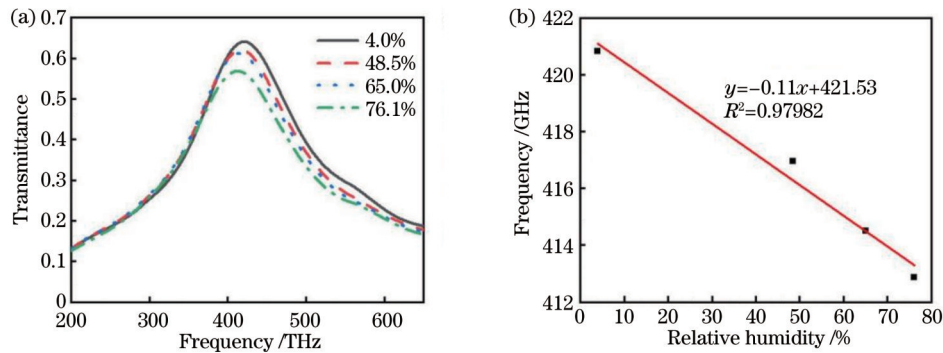 (a)
0.7
0.6
0.5
0.4
0.3
0.2
0.1
0
Transmittance
4.0%
48.5%
65.0%
76.1%
200 300 400 500 600
Frequency /THz
(b)
422
420
418
416
414
412
Frequency /GHz
y=-0.11x+421.53
R²=0.97982
0 10 20 30 40 50 60 70 80
Relative humidity /%